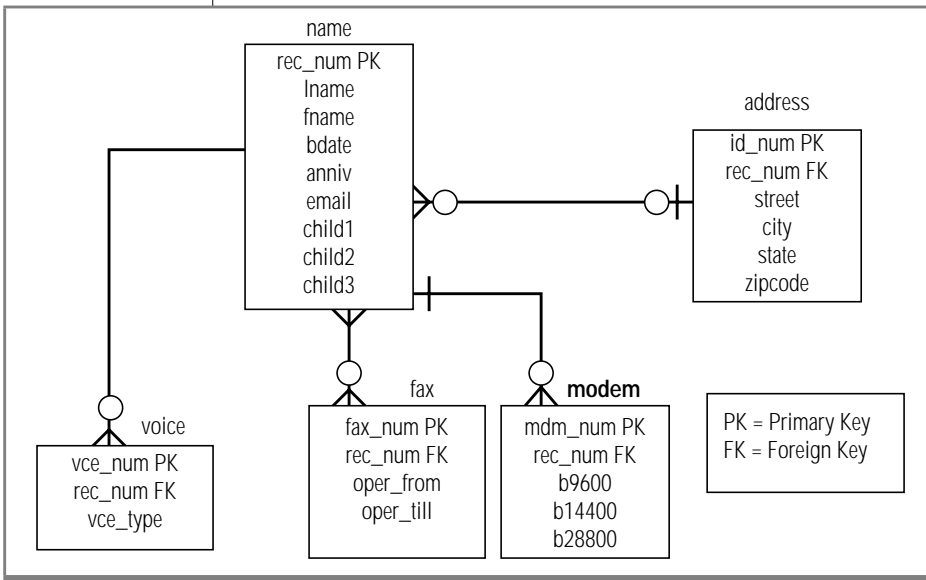 name
rec_num PK
lname
fname
bdate
anniv
email
child1
child2
child3
address
id_num PK
rec_num FK
street
city
state
zipcode
voice
vce_num PK
rec_num FK
vce_type
fax
fax_num PK
rec_num FK
oper_from
oper_till
modem
mdm_num PK
rec_num FK
b9600
b14400
b28800
PK = Primary Key
FK = Foreign Key